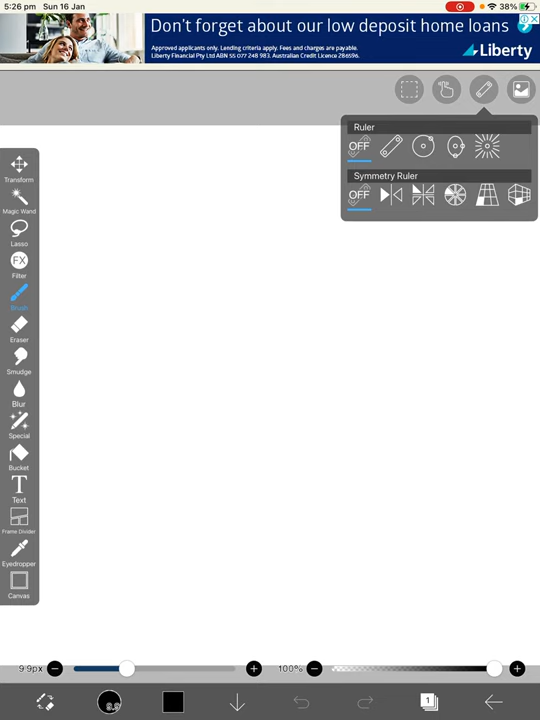 5:26 pm Sun 16 Jan
38%
Don't forget about our low deposit home loans
Approved applicants only. Lending criteria apply. Fees and charges are payable.
Liberty Financial Pty Ltd ABN 55 077 248 983. Australian Credit Licence 286596.
Liberty
Ruler
OFF
Symmetry Ruler
OFF
Transform
Magic Wand
Lasso
FX
Filter
Brush
Eraser
Smudge
Blur
Special
Bucket
T
Text
Frame Divider
Eyedropper
Canvas
9.9px
100%
9.9
1